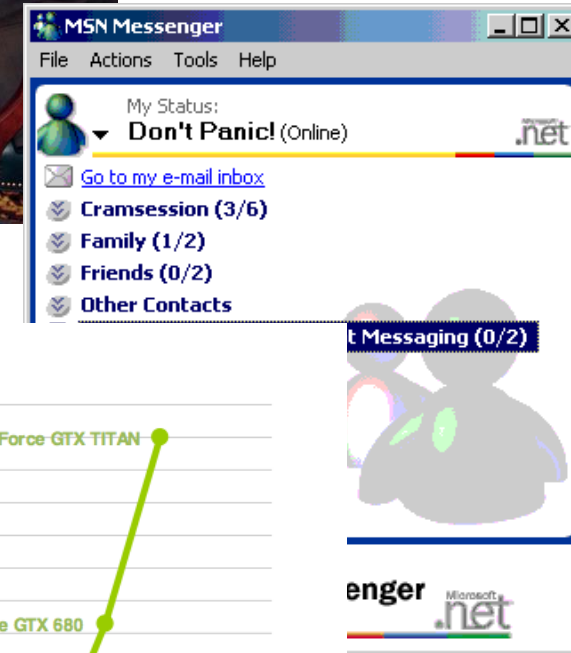 MSN Messenger
File Actions Tools Help
My Status:
Don't Panic! (Online)
Microsoft
.net
Go to my e-mail inbox
Cramsession (3/6)
Family (1/2)
Friends (0/2)
Other Contacts
t Messaging (0/2)
Force GTX TITAN
enger
Microsoft
.net
e GTX 680